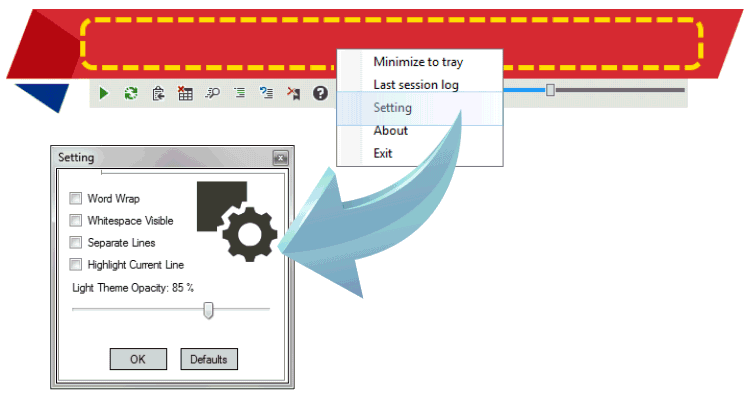 Minimize to tray
Last session log
Setting
About
Exit
Setting
Word Wrap
Whitespace Visible
Separate Lines
Highlight Current Line
Light Theme Opacity: 85 %
OK
Defaults